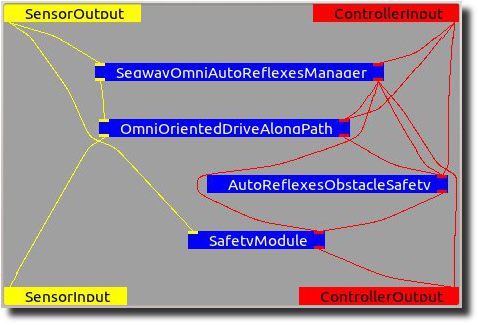 SensorOutput ControllerInput
SegwayOmniAutoReflexesManager
OmniOrientedDriveAlongPath
AutoReflexesObstacleSafety
SafetyModule
SensorInput ControllerOutput